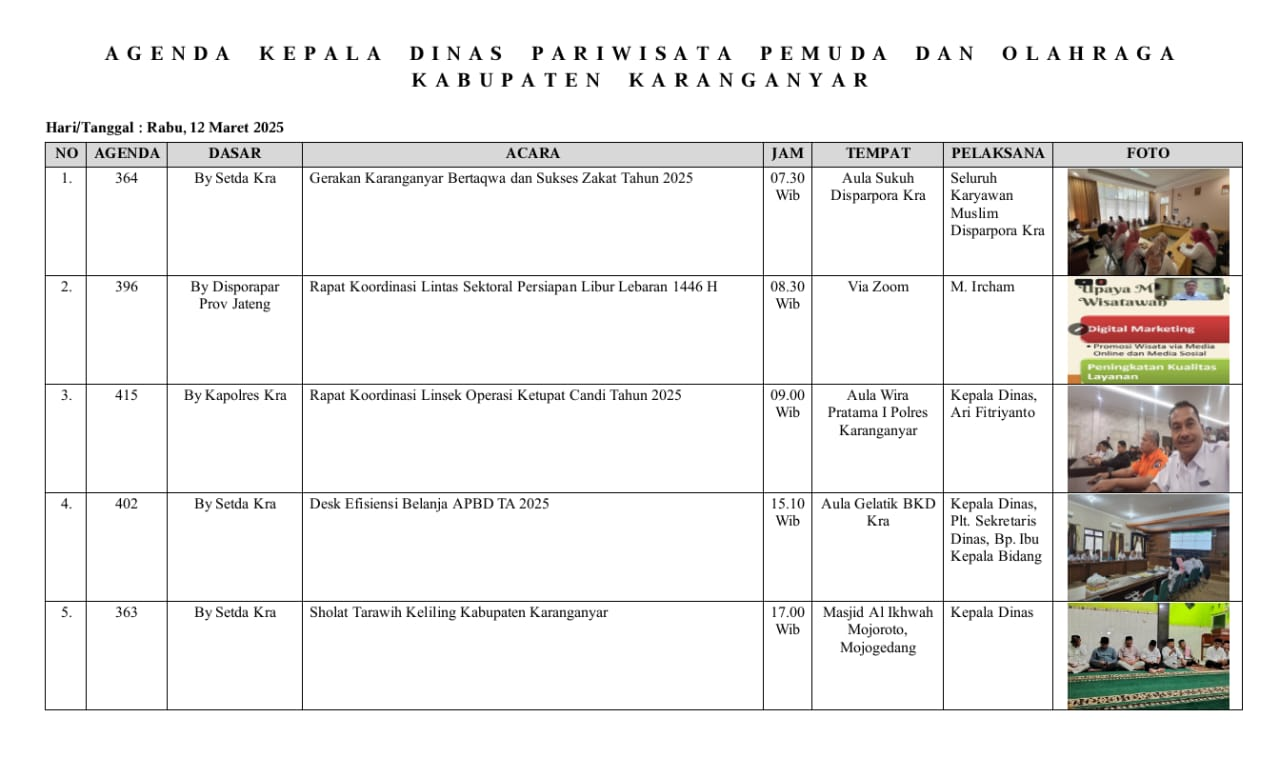 AGENDA KEPALA DINAS PARIWISATA PEMUDA DAN OLAHRAGA
KABUPATEN KARANGANYAR
Hari/Tanggal : Rabu, 12 Maret 2025
NO AGENDA DASAR ACARA JAM TEMPAT PELAKSANA FOTO
1. 364 By Setda Kra Gerakan Karanganyar Bertaqwa dan Sukses Zakat Tahun 2025 07.30 Aula Sukuh Seluruh
Wib Disparpora Kra Karyawan
Muslim
Disparpora Kra
2. 396 By Disporapar Rapat Koordinasi Lintas Sektoral Persiapan Libur Lebaran 1446 H 08.30 Via Zoom M. Ircham
Prov Jateng Wib
Upaya M
Wisatawan
Digital Marketing
• Promosi Wisata via Media
Online dan Media Sosial
Peningkatan Kualitas
Layanan
3. 415 By Kapolres Kra Rapat Koordinasi Linsek Operasi Ketupat Candi Tahun 2025 09.00 Aula Wira Kepala Dinas,
Wib Pratama I Polres Ari Fitriyanto
Karanganyar
4. 402 By Setda Kra Desk Efisiensi Belanja APBD TA 2025 15.10 Aula Gelatik BKD Kepala Dinas,
Wib Kra Plt. Sekretaris
Dinas, Bp. Ibu
Kepala Bidang
5. 363 By Setda Kra Sholat Tarawih Keliling Kabupaten Karanganyar 17.00 Masjid Al Ikhwah Kepala Dinas
Wib Mojoroto,
Mojogedang